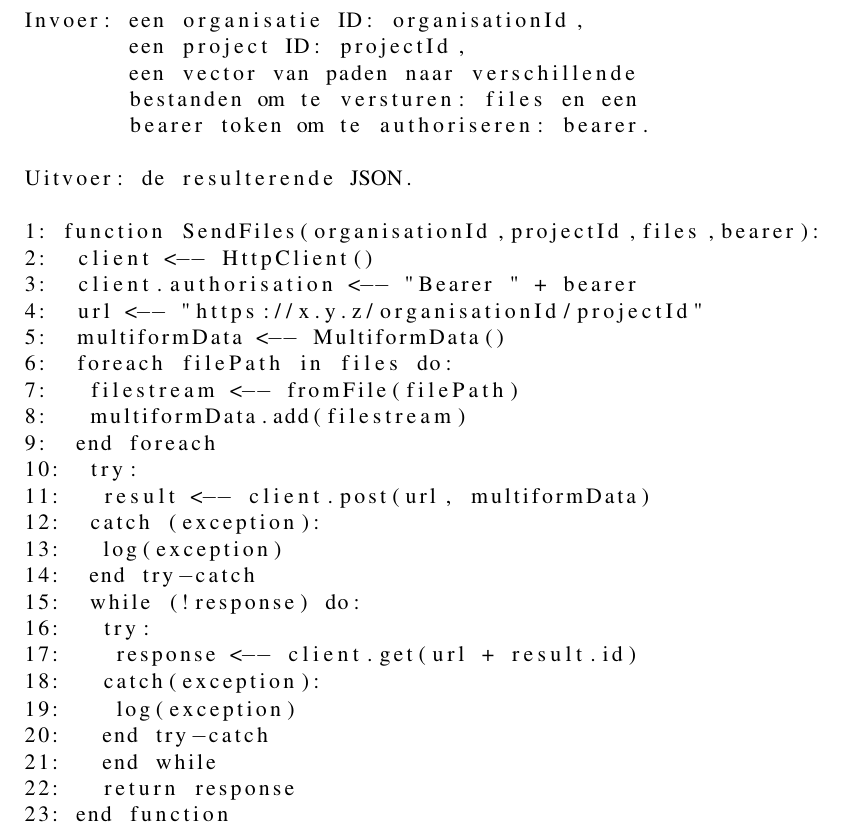 Invoer: een organisatie ID: organisationId,
een project ID: projectId,
een vector van paden naar verschillende
bestanden om te versturen: files en een
bearer token om te authoriseren: bearer.
Uitvoer: de resulterende JSON.
1: function SendFiles(organisationId,projectId,files,bearer):
2: client <-- HttpClient()
3: client.authorisation <-- "Bearer " + bearer
4: url <-- "https://x.y.z/organisationId/projectId"
5: multiformData <-- MultiformData()
6: foreach filePath in files do:
7: filestream <-- fromFile(filePath)
8: multiformData.add(filestream)
9: end foreach
10: try:
11: result <-- client.post(url, multiformData)
12: catch (exception):
13: log(exception)
14: end try-catch
15: while (!response) do:
16: try:
17: response <-- client.get(url + result.id)
18: catch(exception):
19: log(exception)
20: end try-catch
21: end while
22: return response
23: end function